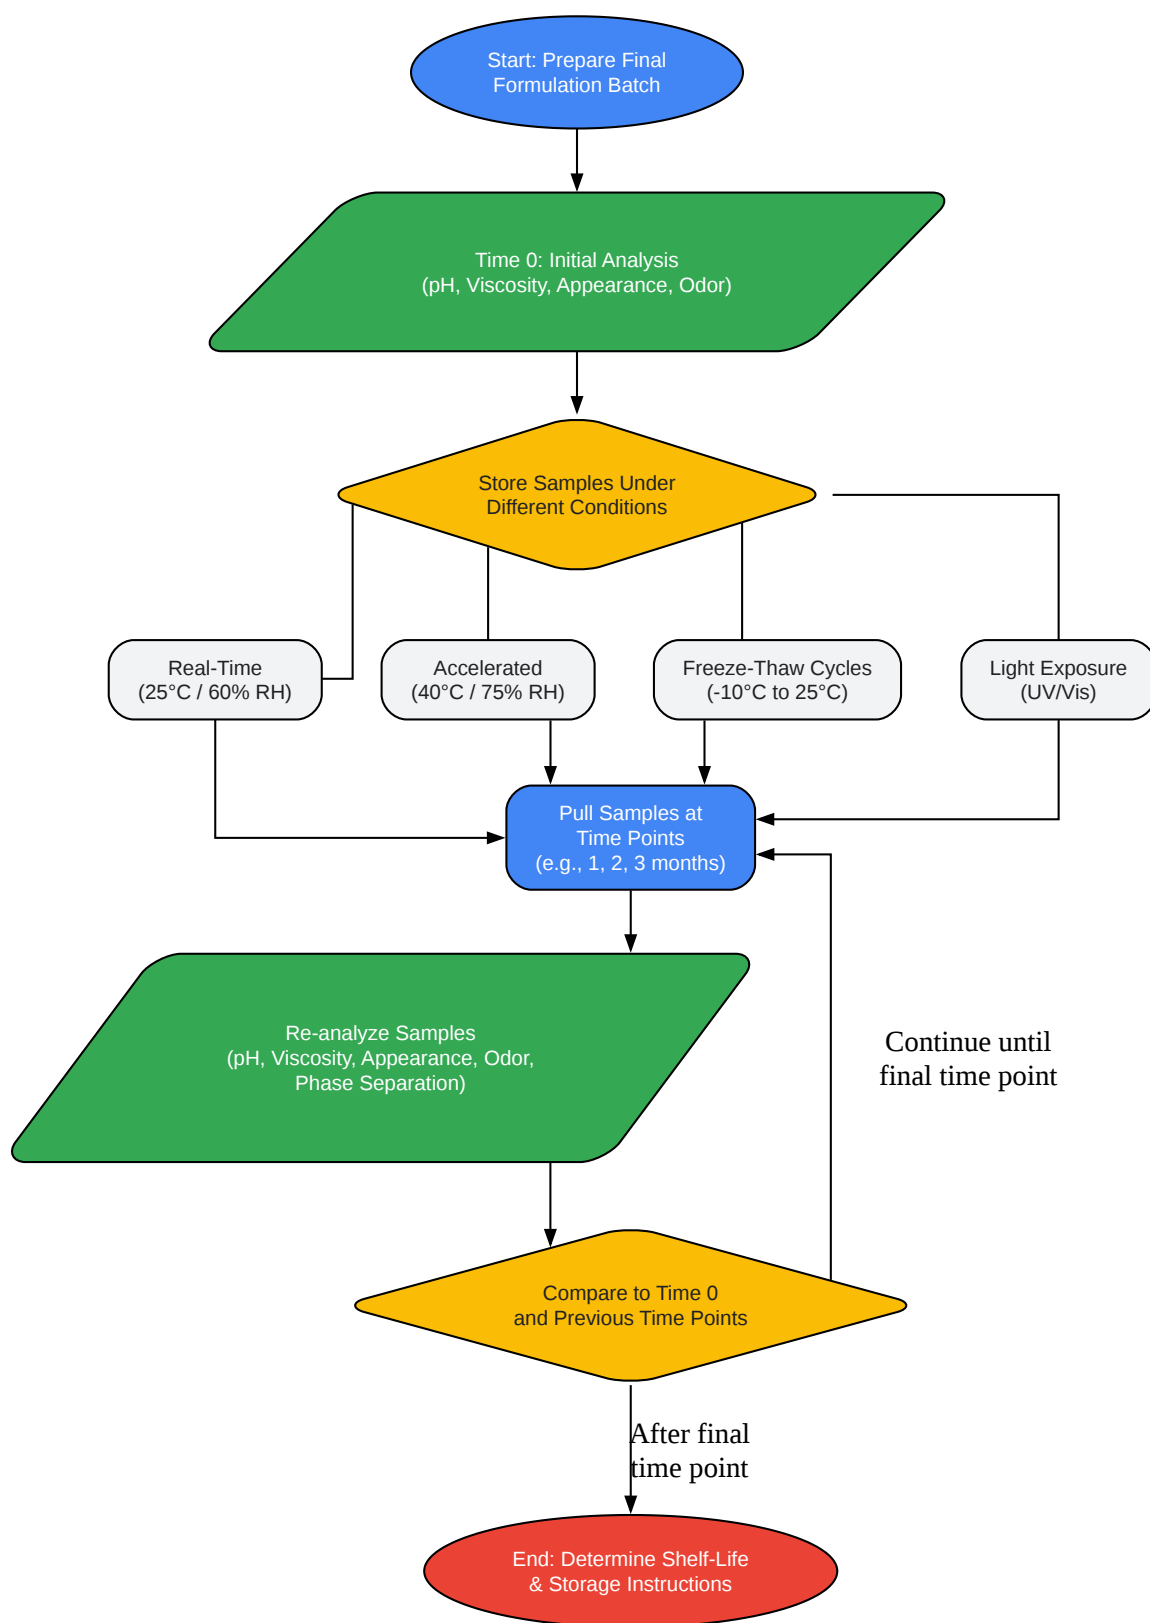 Start: Prepare Final
Formulation Batch
Time 0: Initial Analysis
(pH, Viscosity, Appearance, Odor)
Store Samples Under
Different Conditions
Real-Time
(25°C / 60% RH)
Accelerated
(40°C / 75% RH)
Freeze-Thaw Cycles
(-10°C to 25°C)
Light Exposure
(UV/Vis)
Pull Samples at
Time Points
(e.g., 1, 2, 3 months)
Re-analyze Samples
(pH, Viscosity, Appearance, Odor,
Phase Separation)
Continue until
final time point
Compare to Time 0
and Previous Time Points
After final
time point
End: Determine Shelf-Life
& Storage Instructions